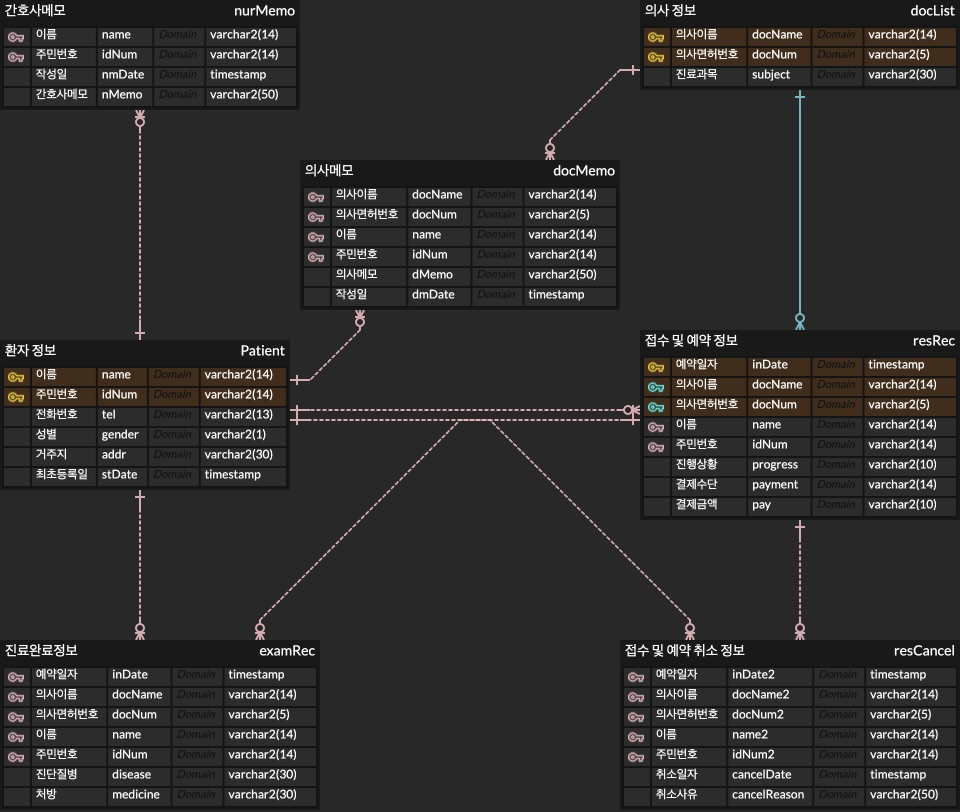 간호사메모 nurMemo
이름 name Domain varchar2(14)
주민번호 idNum Domain varchar2(14)
작성일 nmDate Domain timestamp
간호사메모 nMemo Domain varchar2(50)
의사 정보 docList
의사이름 docName Domain varchar2(14)
의사면허번호 docNum Domain varchar2(5)
진료과목 subject Domain varchar2(30)
의사메모 docMemo
의사이름 docName Domain varchar2(14)
의사면허번호 docNum Domain varchar2(5)
이름 name Domain varchar2(14)
주민번호 idNum Domain varchar2(14)
의사메모 dMemo Domain varchar2(50)
작성일 dmDate Domain timestamp
환자 정보 Patient
이름 name Domain varchar2(14)
주민번호 idNum Domain varchar2(14)
전화번호 tel Domain varchar2(13)
성별 gender Domain varchar2(1)
거주지 addr Domain varchar2(30)
최초등록일 stDate Domain timestamp
접수 및 예약 정보 resRec
예약일자 inDate Domain timestamp
의사이름 docName Domain varchar2(14)
의사면허번호 docNum Domain varchar2(5)
이름 name Domain varchar2(14)
주민번호 idNum Domain varchar2(14)
진행상황 progress Domain varchar2(10)
결제수단 payment Domain varchar2(14)
결제금액 pay Domain varchar2(10)
진료완료정보 examRec
예약일자 inDate Domain timestamp
의사이름 docName Domain varchar2(14)
의사면허번호 docNum Domain varchar2(5)
이름 name Domain varchar2(14)
주민번호 idNum Domain varchar2(14)
진단질병 disease Domain varchar2(30)
처방 medicine Domain varchar2(30)
접수 및 예약 취소 정보 resCancel
예약일자 inDate2 Domain timestamp
의사이름 docName2 Domain varchar2(14)
의사면허번호 docNum2 Domain varchar2(5)
이름 name2 Domain varchar2(14)
주민번호 idNum2 Domain varchar2(14)
취소일자 cancelDate Domain timestamp
취소사유 cancelReason Domain varchar2(50)